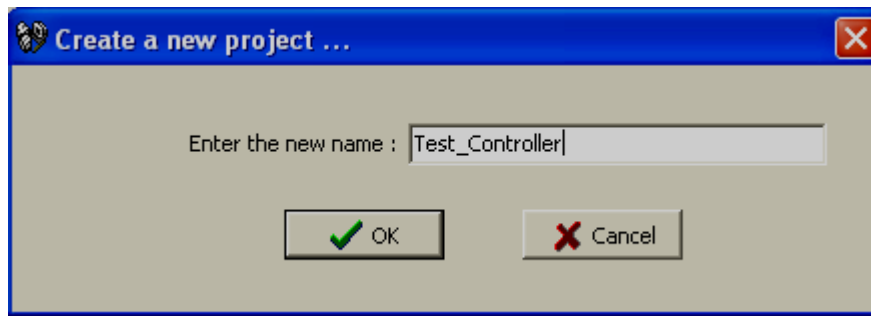 Create a new project ...
Enter the new name : Test_Controller
OK Cancel